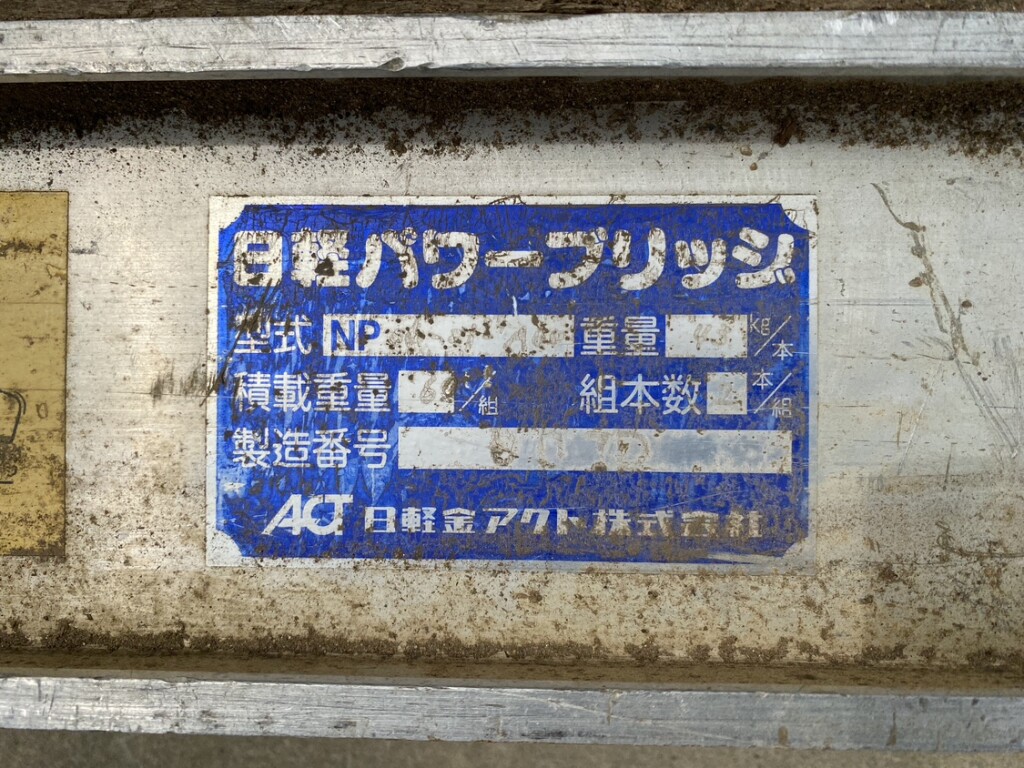 日軽パワーブリッジ
型式 NP 重量 kg/本
積載重量 /組 組本数 本/組
製造番号
ACT 日軽金アクト株式会社